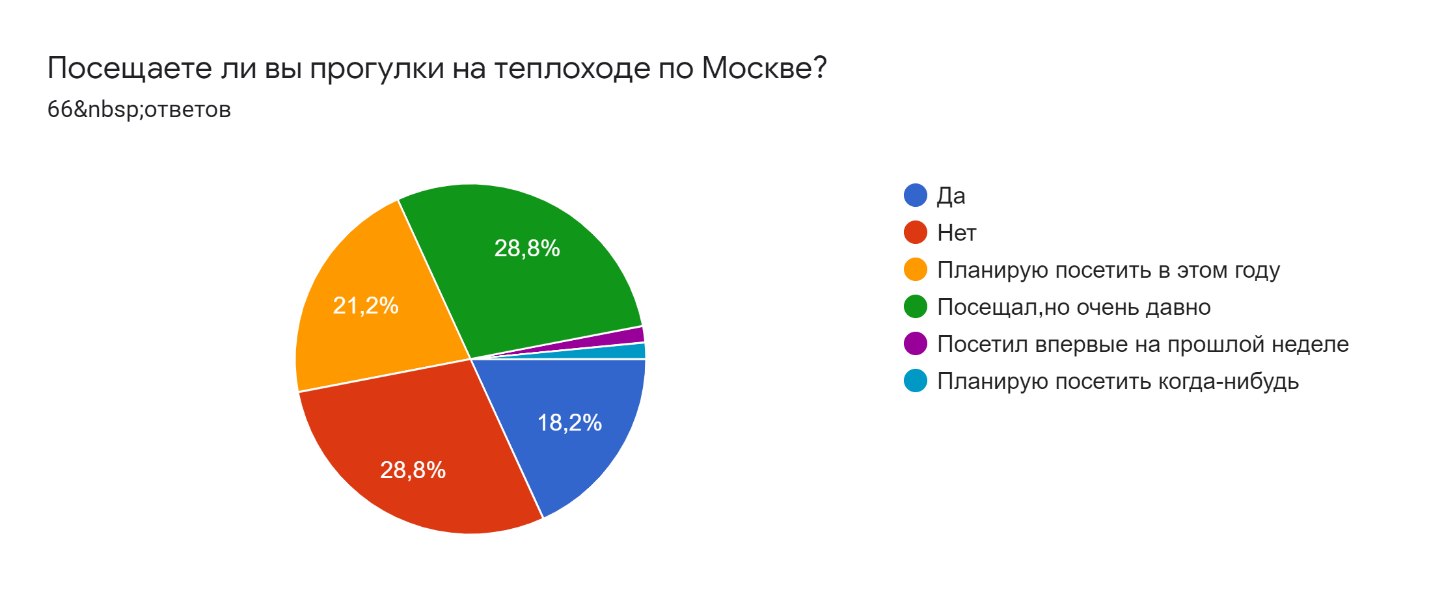 Посещаете ли вы прогулки на теплоходе по Москве?
66&nbsp;ответов
28,8%
21,2%
18,2%
28,8%
Да
Нет
Планирую посетить в этом году
Посещал,но очень давно
Посетил впервые на прошлой неделе
Планирую посетить когда-нибудь